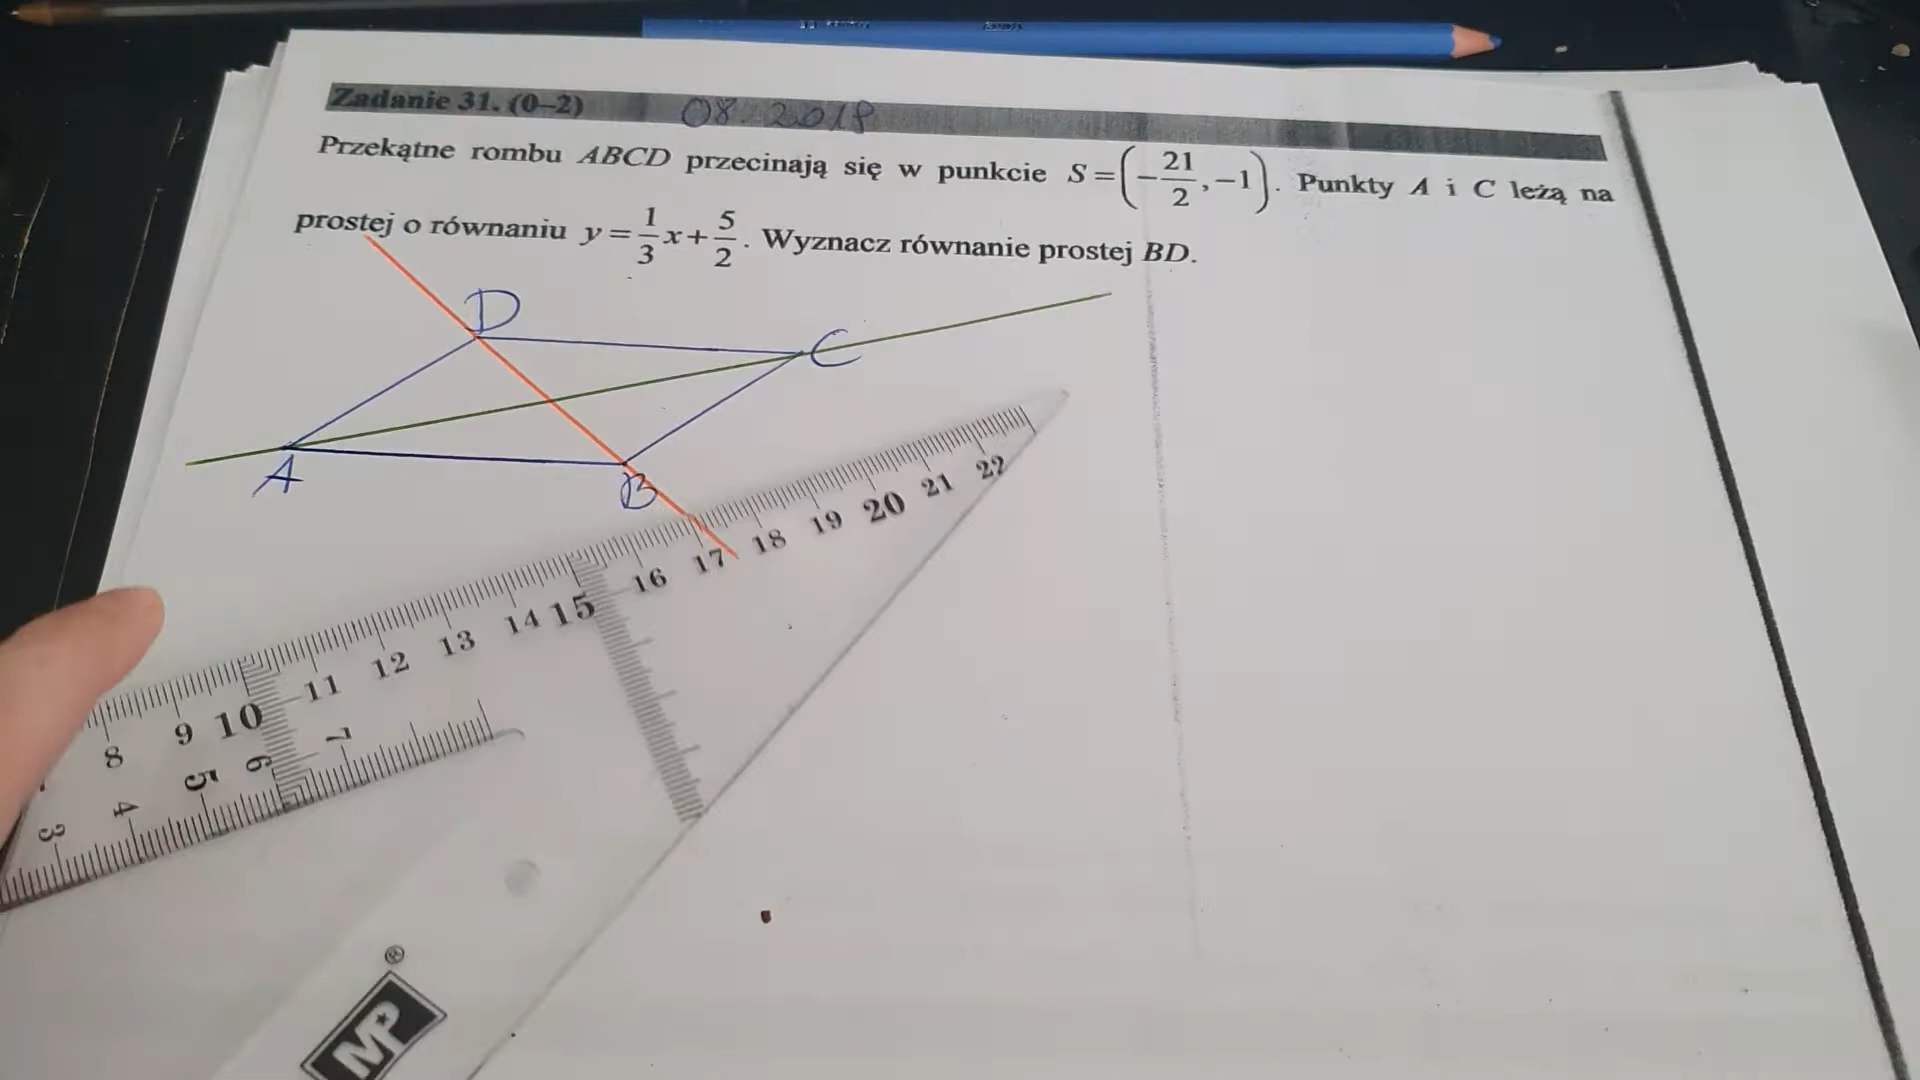 Zadanie 31. (0–2) 08.2019
Przekątne rombu ABCD przecinają się w punkcie S=(-21/2,-1). Punkty A i C leżą na
prostej o równaniu y=1/3x+5/2. Wyznacz równanie prostej BD.
D
C
A
B
8 9 10 11 12 13 14 15 16 17 18 19 20 21 22
3 4 5 6 7
MP ®